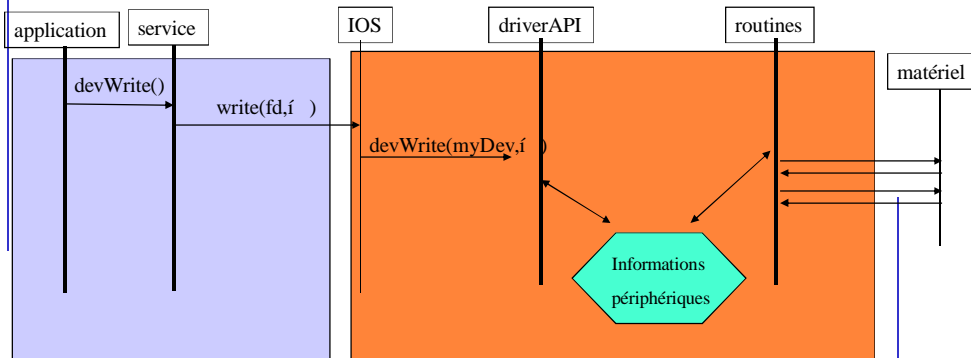 application
service
IOS
driverAPI
routines
matériel
devWrite()
write(fd,í )
devWrite(myDev,í )
Informations
périphériques